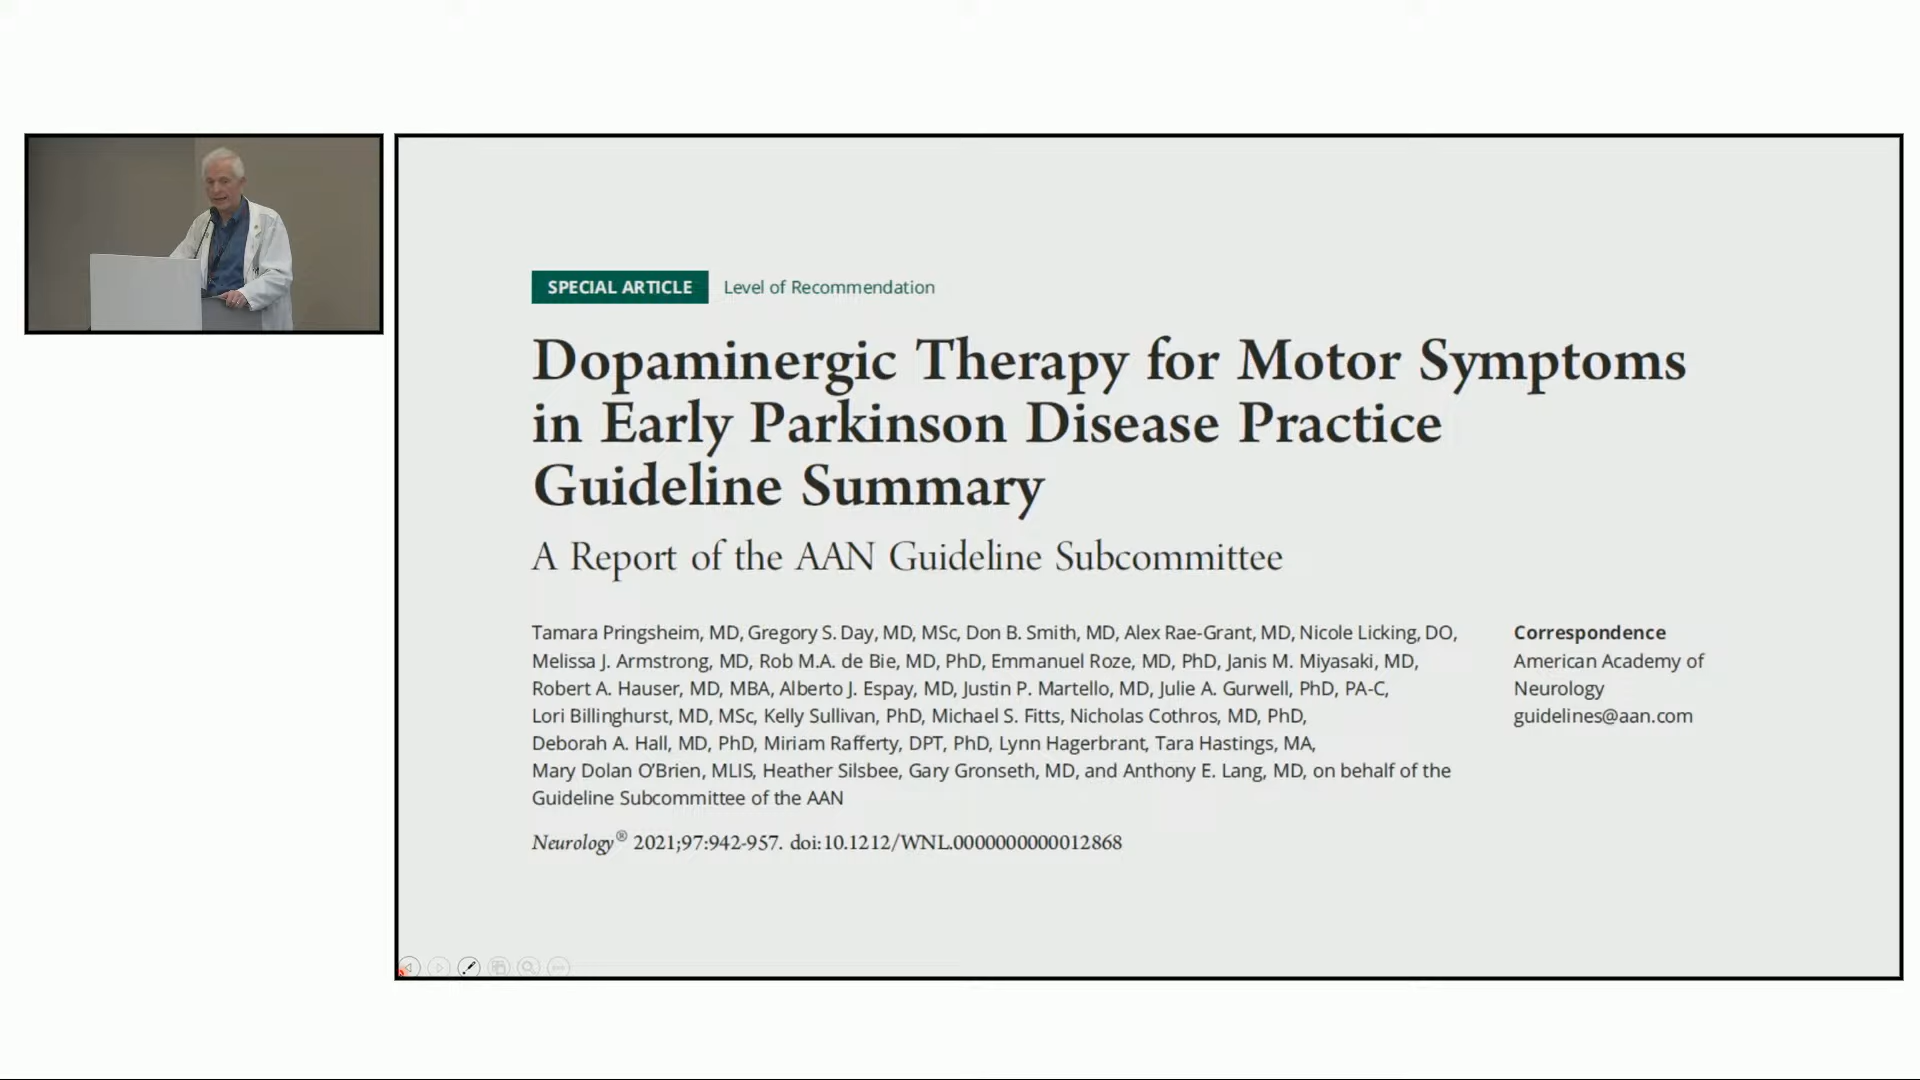 SPECIAL ARTICLE Level of Recommendation
Dopaminergic Therapy for Motor Symptoms
in Early Parkinson Disease Practice
Guideline Summary
A Report of the AAN Guideline Subcommittee
Tamara Pringsheim, MD, Gregory S. Day, MD, MSc, Don B. Smith, MD, Alex Rae-Grant, MD, Nicole Licking, DO,
Melissa J. Armstrong, MD, Rob M.A. de Bie, MD, PhD, Emmanuel Roze, MD, PhD, Janis M. Miyasaki, MD,
Robert A. Hauser, MD, MBA, Alberto J. Espay, MD, Justin P. Martello, MD, Julie A. Gurwell, PhD, PA-C,
Lori Billinghurst, MD, MSc, Kelly Sullivan, PhD, Michael S. Fitts, Nicholas Cothros, MD, PhD,
Deborah A. Hall, MD, PhD, Miriam Rafferty, DPT, PhD, Lynn Hagerbrant, Tara Hastings, MA,
Mary Dolan O'Brien, MLIS, Heather Silsbee, Gary Gronseth, MD, and Anthony E. Lang, MD, on behalf of the
Guideline Subcommittee of the AAN
Correspondence
American Academy of
Neurology
guidelines@aan.com
Neurology® 2021;97:942-957. doi:10.1212/WNL.0000000000012868